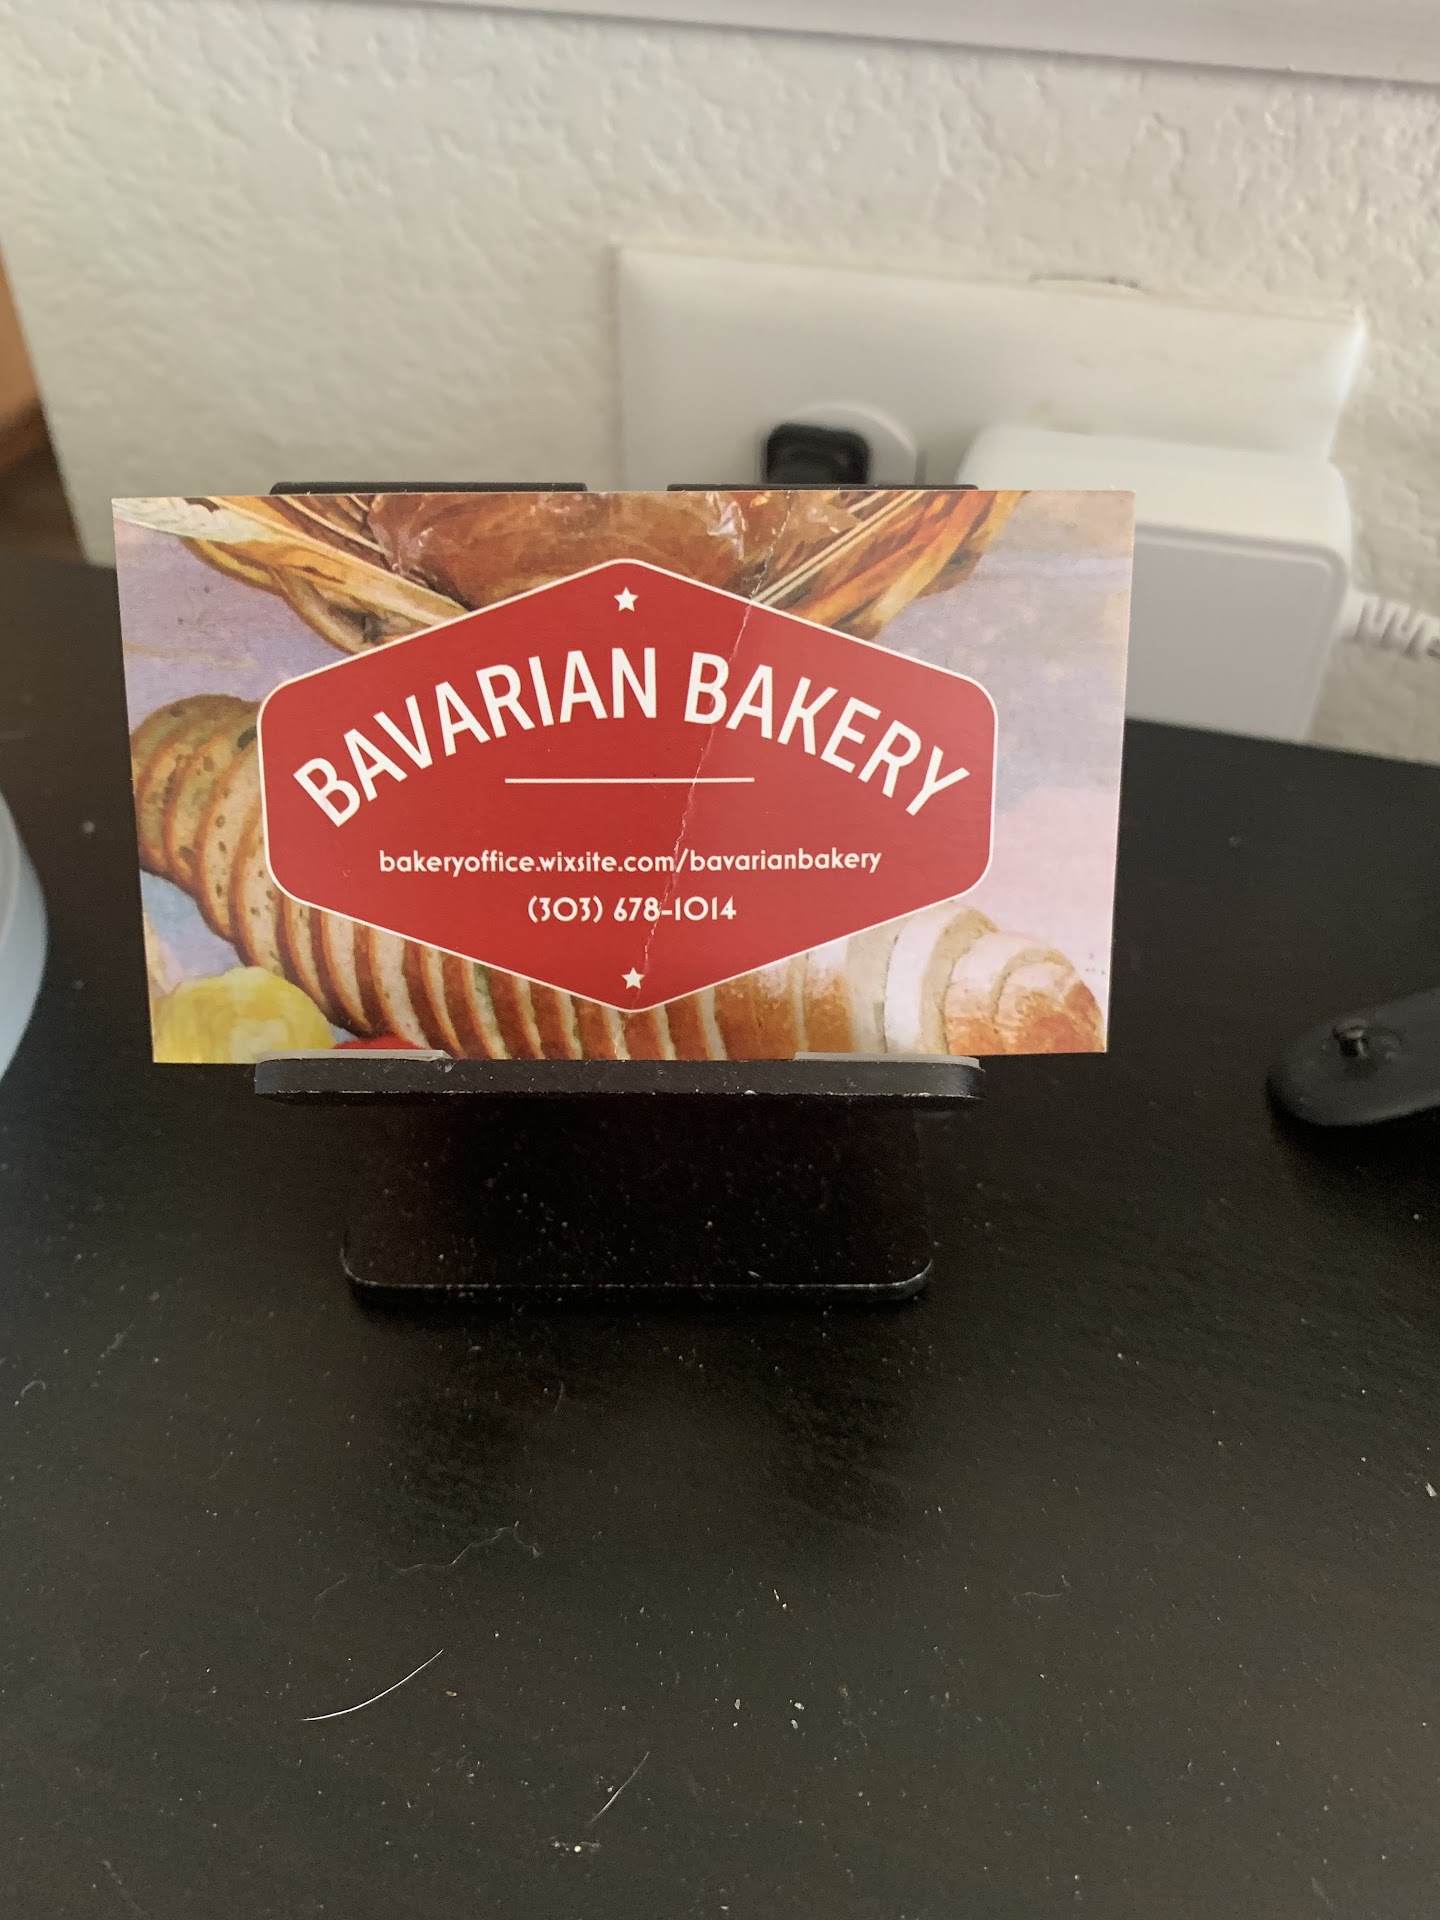 BAVARIAN BAKERY
bakeryoffice.wixsite.com/bavarianbakery
(303) 678-1014